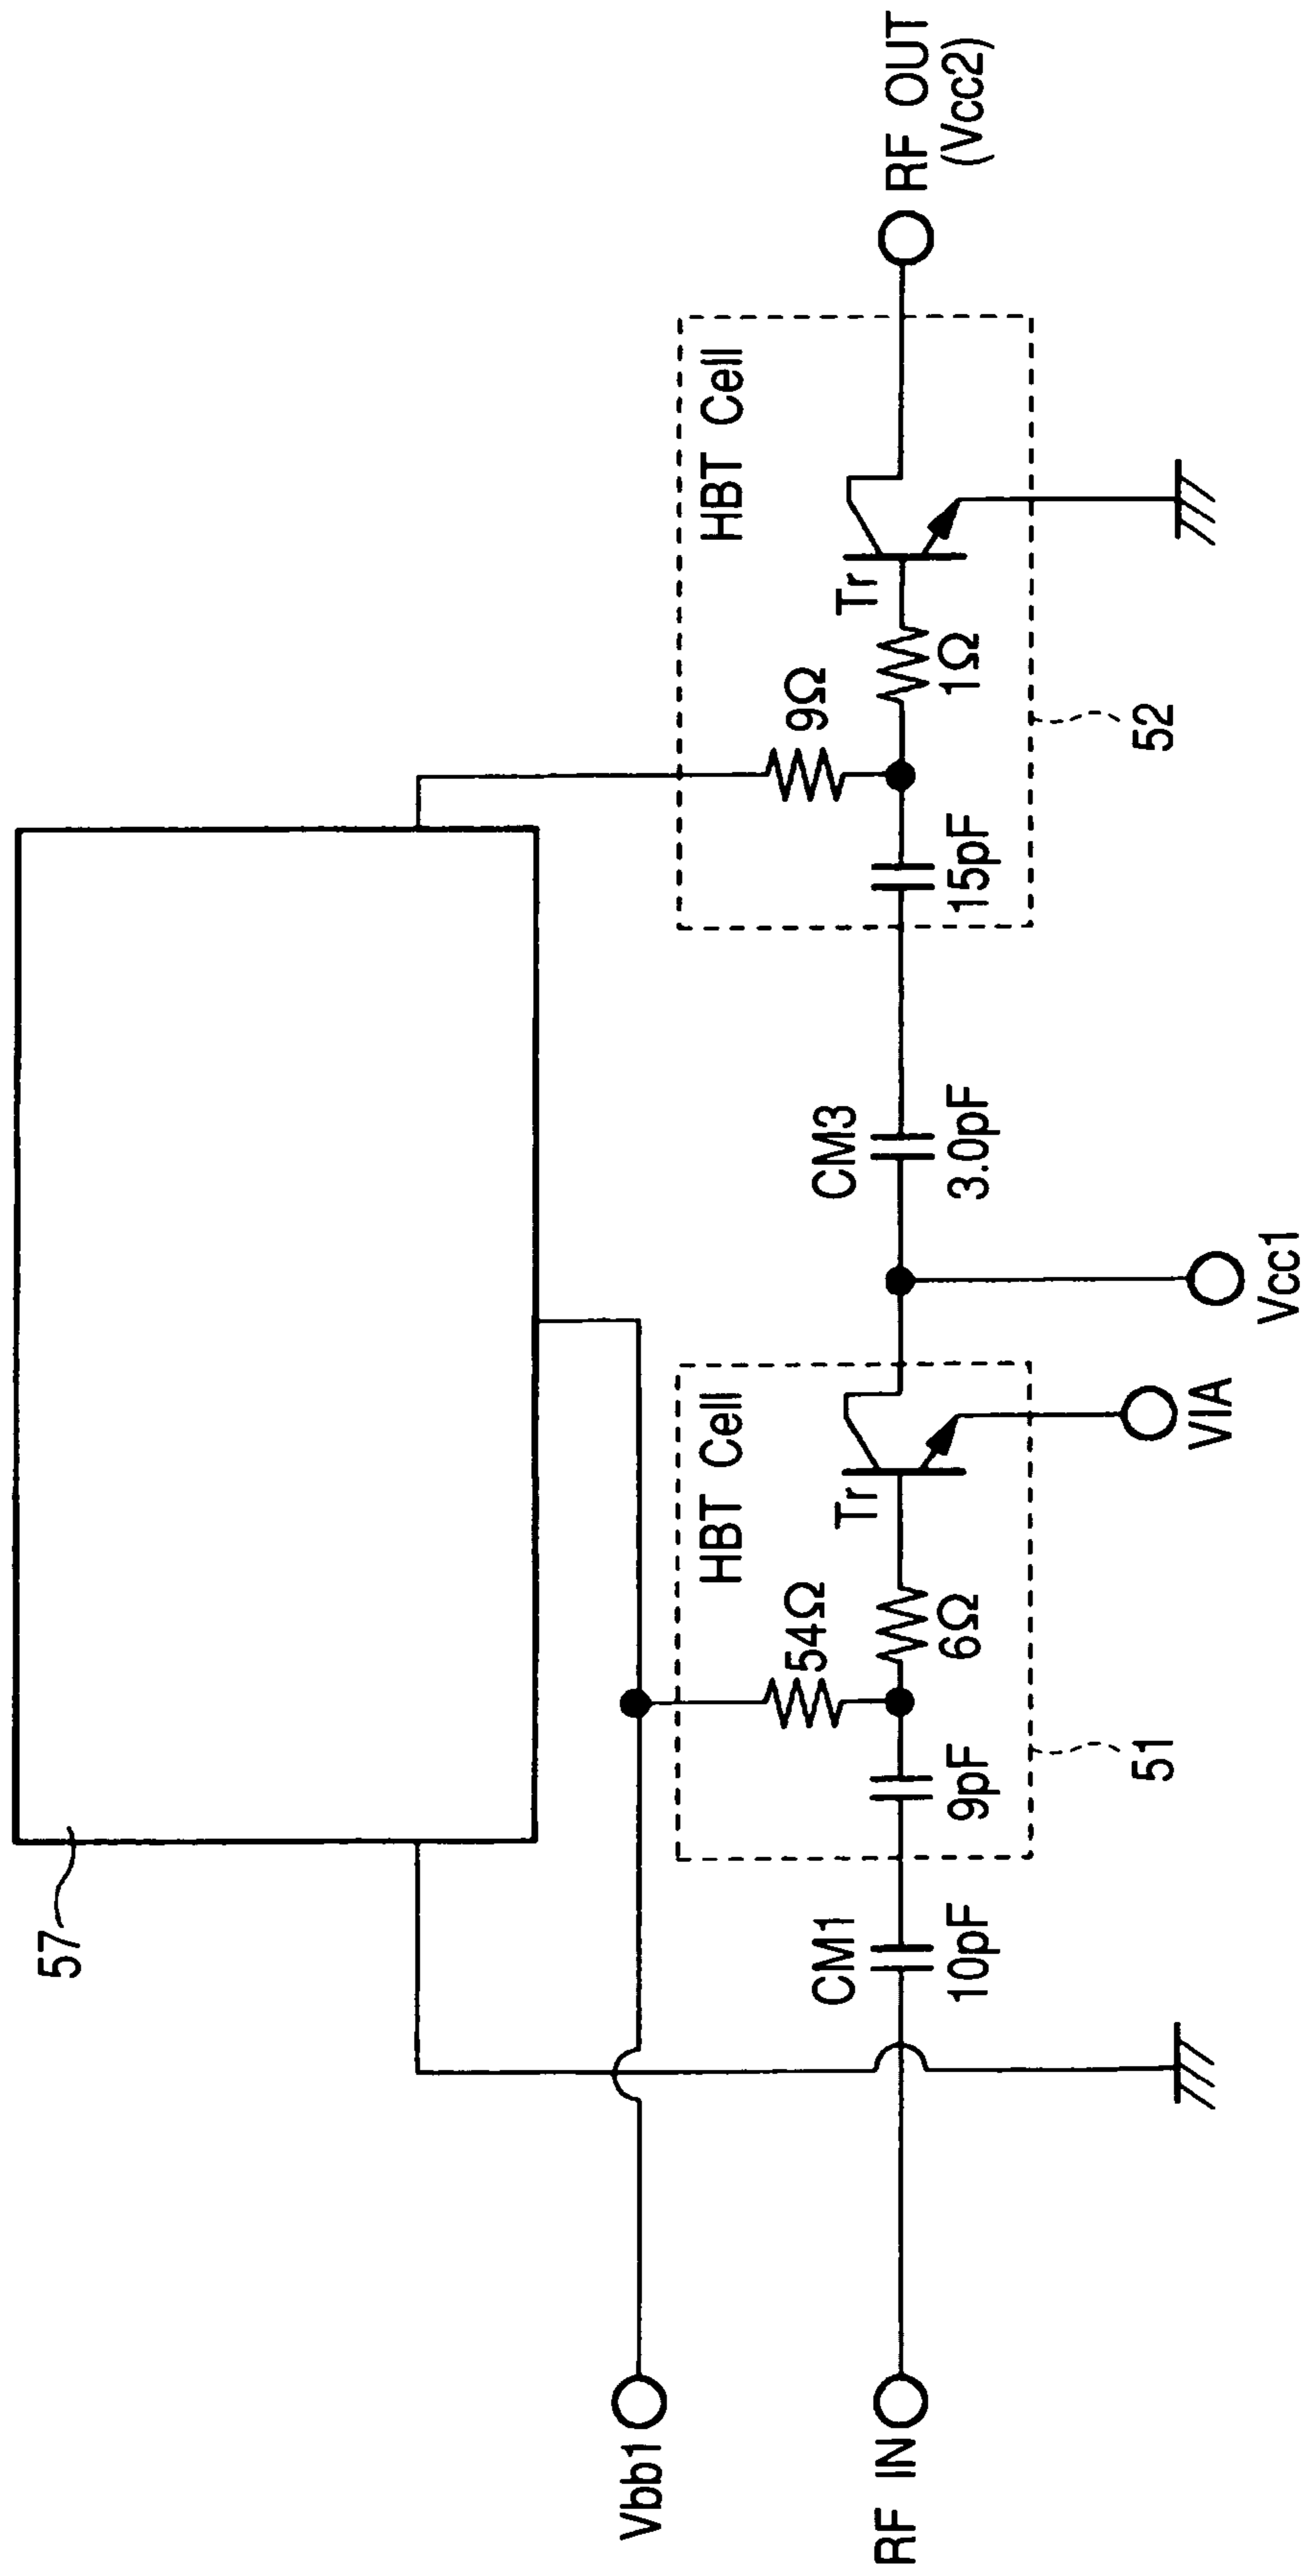 57
Vbb1
RF IN
CM1
10pF
HBT Cell
54Ω
9pF
6Ω
Tr
51
VIA
Vcc1
CM3
3.0pF
HBT Cell
9Ω
15pF
1Ω
Tr
52
RF OUT
(Vcc2)